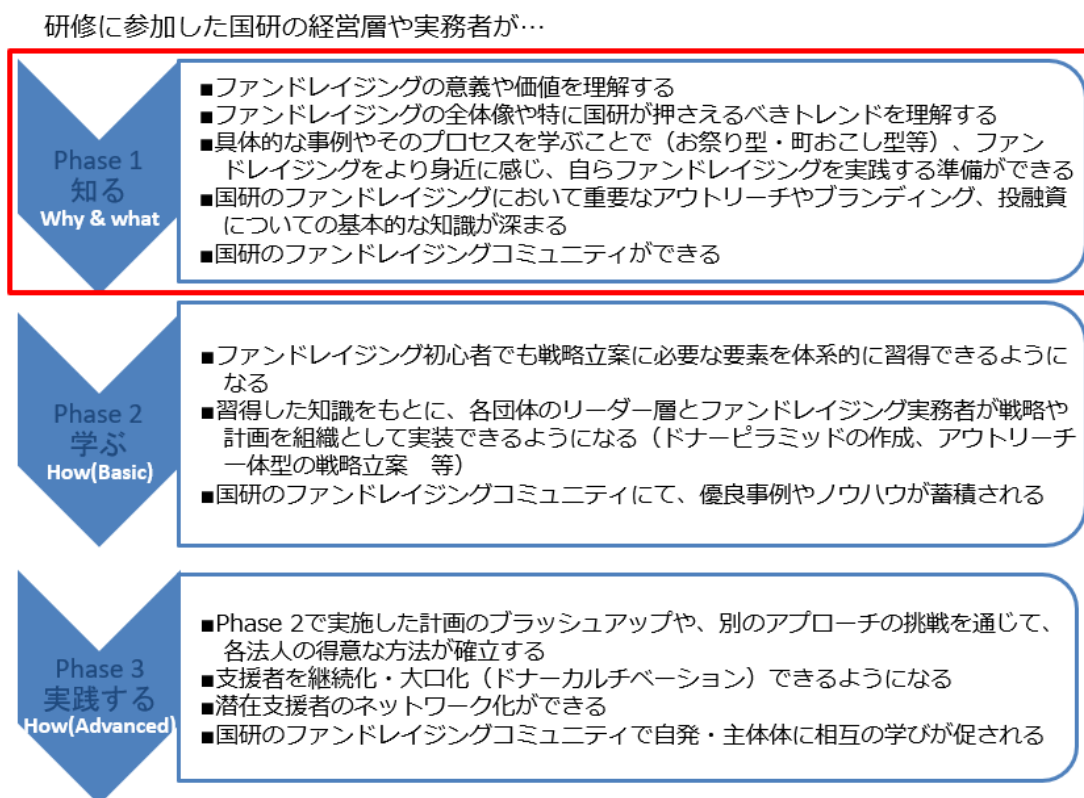 研修に参加した国研の経営層や実務者が…
Phase 1
知る
Why & what
■ファンドレイジングの意義や価値を理解する
■ファンドレイジングの全体像や特に国研が押さえるべきトレンドを理解する
■具体的な事例やそのプロセスを学ぶことで（お祭り型・町おこし型等）、ファン
ドレイジングをより身近に感じ、自らファンドレイジングを実践する準備ができる
■国研のファンドレイジングにおいて重要なアウトリーチやブランディング、投融資
についての基本的な知識が深まる
■国研のファンドレイジングコミュニティができる
Phase 2
学ぶ
How(Basic)
■ファンドレイジング初心者でも戦略立案に必要な要素を体系的に習得できるように
なる
■習得した知識をもとに、各団体のリーダー層とファンドレイジング実務者が戦略や
計画を組織として実装できるようになる（ドナーピラミッドの作成、アウトリーチ
一体型の戦略立案　等）
■国研のファンドレイジングコミュニティにて、優良事例やノウハウが蓄積される
Phase 3
実践する
How(Advanced)
■Phase 2で実施した計画のブラッシュアップや、別のアプローチの挑戦を通じて、
各法人の得意な方法が確立する
■支援者を継続化・大口化（ドナーカルチベーション）できるようになる
■潜在支援者のネットワーク化ができる
■国研のファンドレイジングコミュニティで自発・主体体に相互の学びが促される